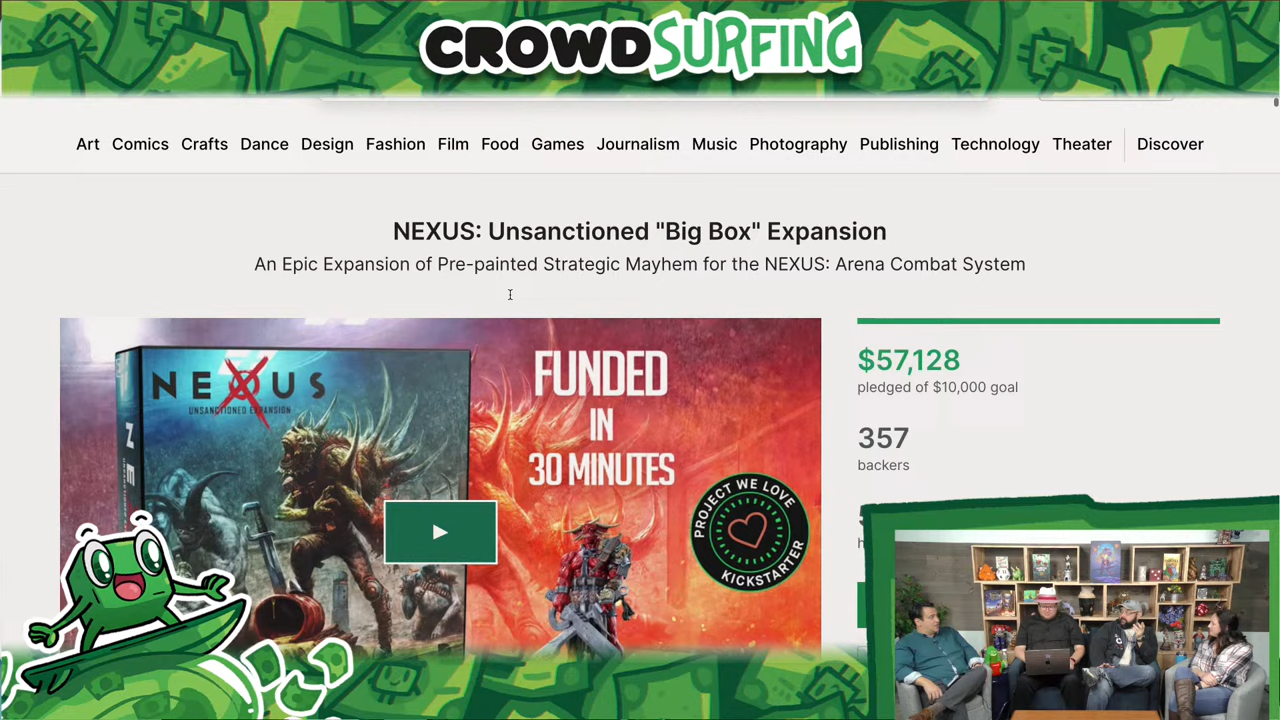 CROWDSURFING
Art Comics Crafts Dance Design Fashion Film Food Games Journalism Music Photography Publishing Technology Theater Discover
NEXUS: Unsanctioned "Big Box" Expansion
An Epic Expansion of Pre-painted Strategic Mayhem for the NEXUS: Arena Combat System
NEXUS
UNSANCTIONED EXPANSION
FUNDED
IN
30 MINUTES
PROJECT WE LOVE
KICKSTARTER
$57,128
pledged of $10,000 goal
357
backers